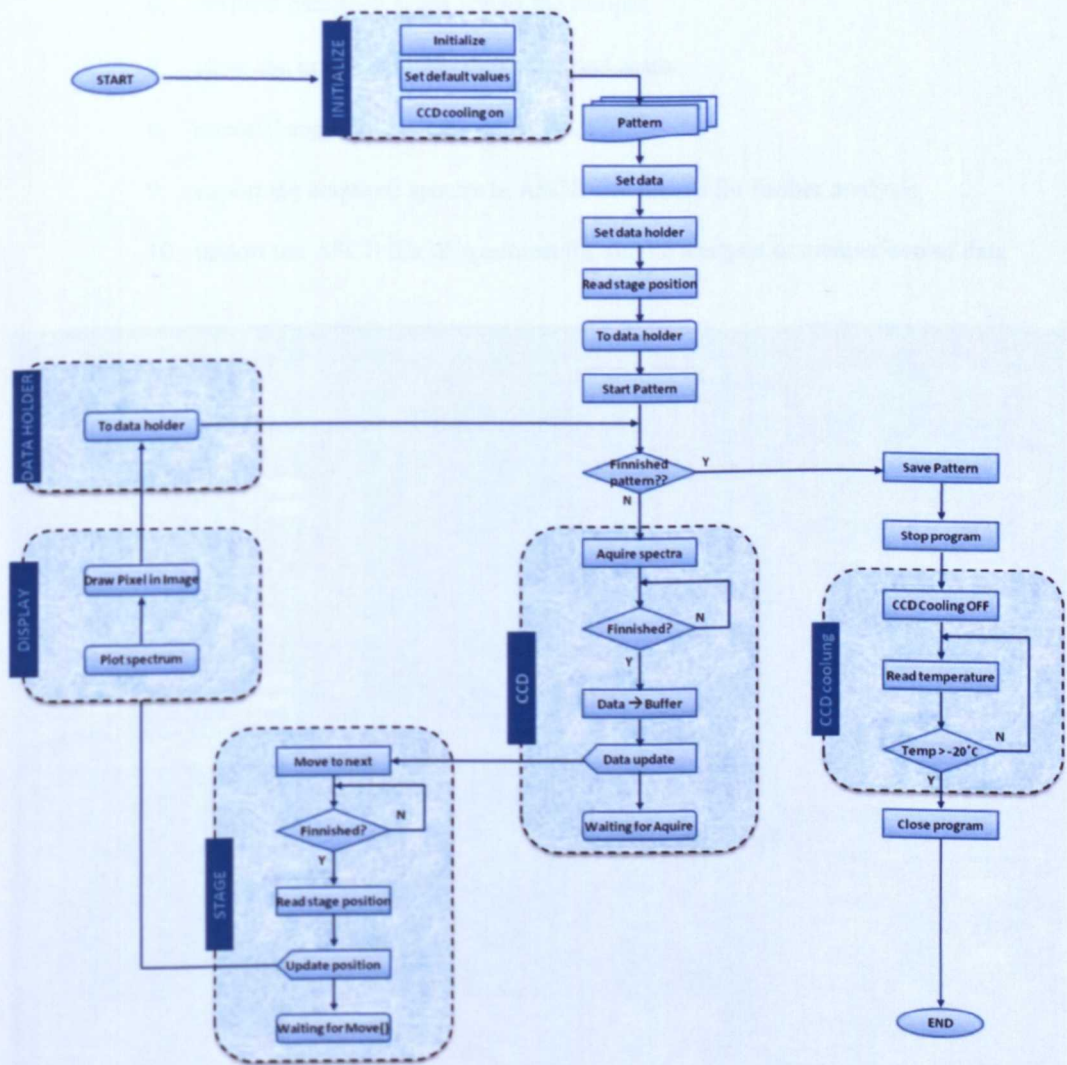 INITIALIZE
Initialize
Set default values
CCD cooling on
START
Pattern
Set data
Set data holder
Read stage position
To data holder
Start Pattern
DATA HOLDER
To data holder
Finnished
pattern??
Y
N
Save Pattern
Stop program
DISPLAY
Draw Pixel in Image
Plot spectrum
CCD
Aquire spectra
Finnished?
N
Y
Data → Buffer
Data update
Waiting for Aquire
CCD coolung
CCD Cooling OFF
Read temperature
Temp > -20°C
N
Y
Close program
STAGE
Move to next
Finnished?
N
Y
Read stage position
Update position
Waiting for Move()
END